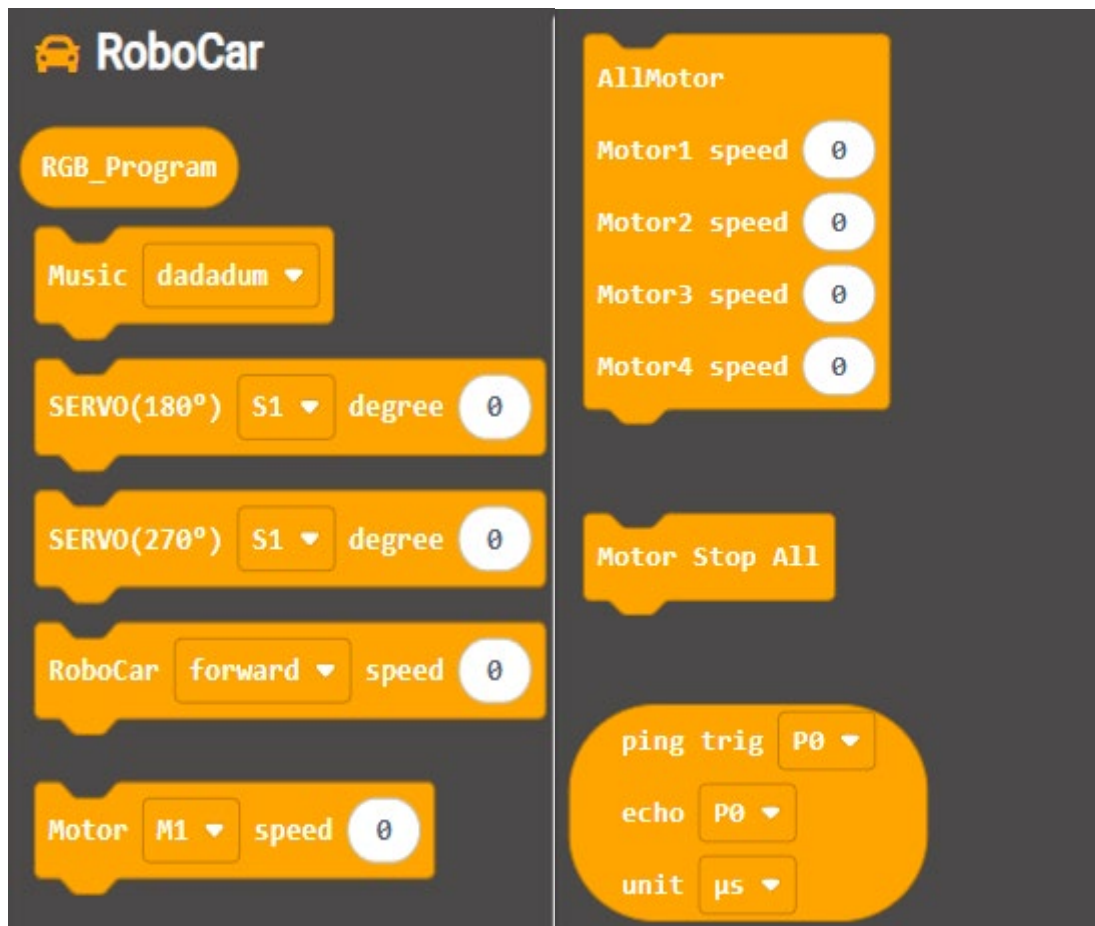 RoboCar
RGB_Program
Music dadadum
SERVO(180º) S1 degree 0
SERVO(270º) S1 degree 0
RoboCar forward speed 0
Motor M1 speed 0
AllMotor
Motor1 speed 0
Motor2 speed 0
Motor3 speed 0
Motor4 speed 0
Motor Stop All
ping trig P0
echo P0
unit μs